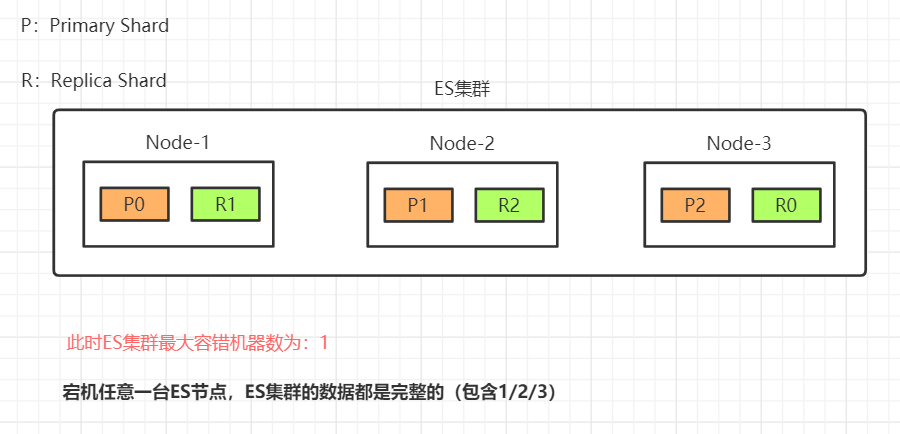 P：Primary Shard
R：Replica Shard
ES集群
Node-1 Node-2 Node-3
P0 R1 P1 R2 P2 R0
此时ES集群最大容错机器数为：1
宕机任意一台ES节点，ES集群的数据都是完整的（包含1/2/3）